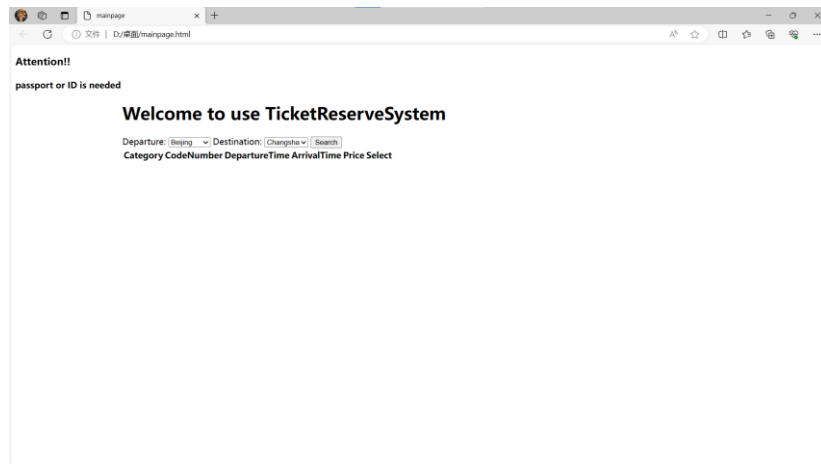 mainpage
文件 D:/桌面/mainpage.html
Attention!!
passport or ID is needed
Welcome to use TicketReserveSystem
Departure: Beijing Destination: Changsha Search
Category CodeNumber DepartureTime ArrivalTime Price Select